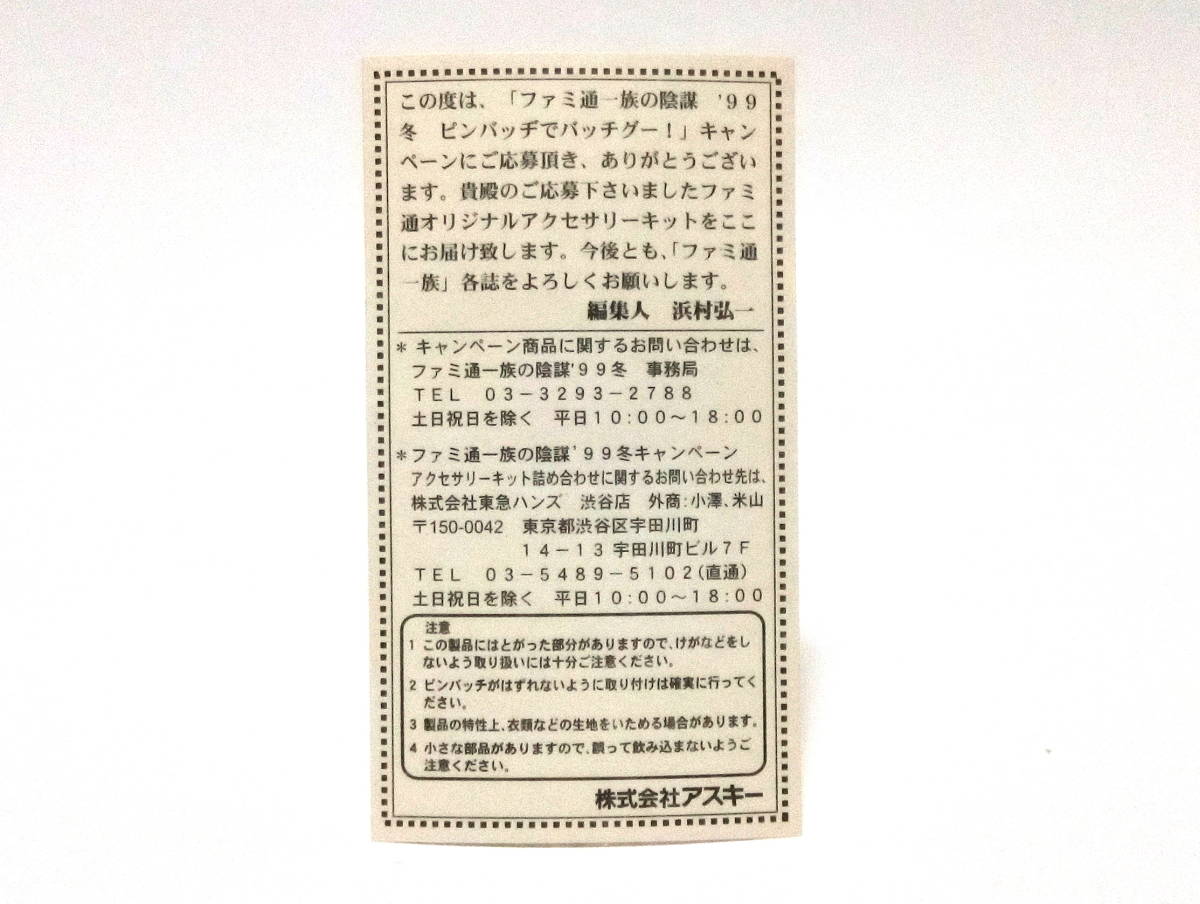 この度は、「ファミ通一族の陰謀 '99
冬 ピンバッヂでバッチグー！」キャン
ペーンにご応募頂き、ありがとうござい
ます。貴殿のご応募下さいましたファミ
通オリジナルアクセサリーキットをここ
にお届け致します。今後とも、「ファミ通
一族」各誌をよろしくお願いします。
編集人 浜村弘一
＊キャンペーン商品に関するお問い合わせは、
ファミ通一族の陰謀'９９冬 事務局
ＴＥＬ ０３－３２９３－２７８８
土日祝日を除く 平日１０：００～１８：００
＊ファミ通一族の陰謀'９９冬キャンペーン
アクセサリーキット詰め合わせに関するお問い合わせ先は、
株式会社東急ハンズ 渋谷店 外商：小澤、米山
〒150-0042 東京都渋谷区宇田川町
１４－１３ 宇田川町ビル７Ｆ
ＴＥＬ ０３－５４８９－５１０２（直通）
土日祝日を除く 平日１０：００～１８：００
注意
1 この製品にはとがった部分がありますので、けがなどをし
ないよう取り扱いには十分ご注意ください。
2 ピンバッチがはずれないように取り付けは確実に行ってく
ださい。
3 製品の特性上、衣類などの生地をいためる場合があります。
4 小さな部品がありますので、誤って飲み込まないようご
注意ください。
株式会社アスキー